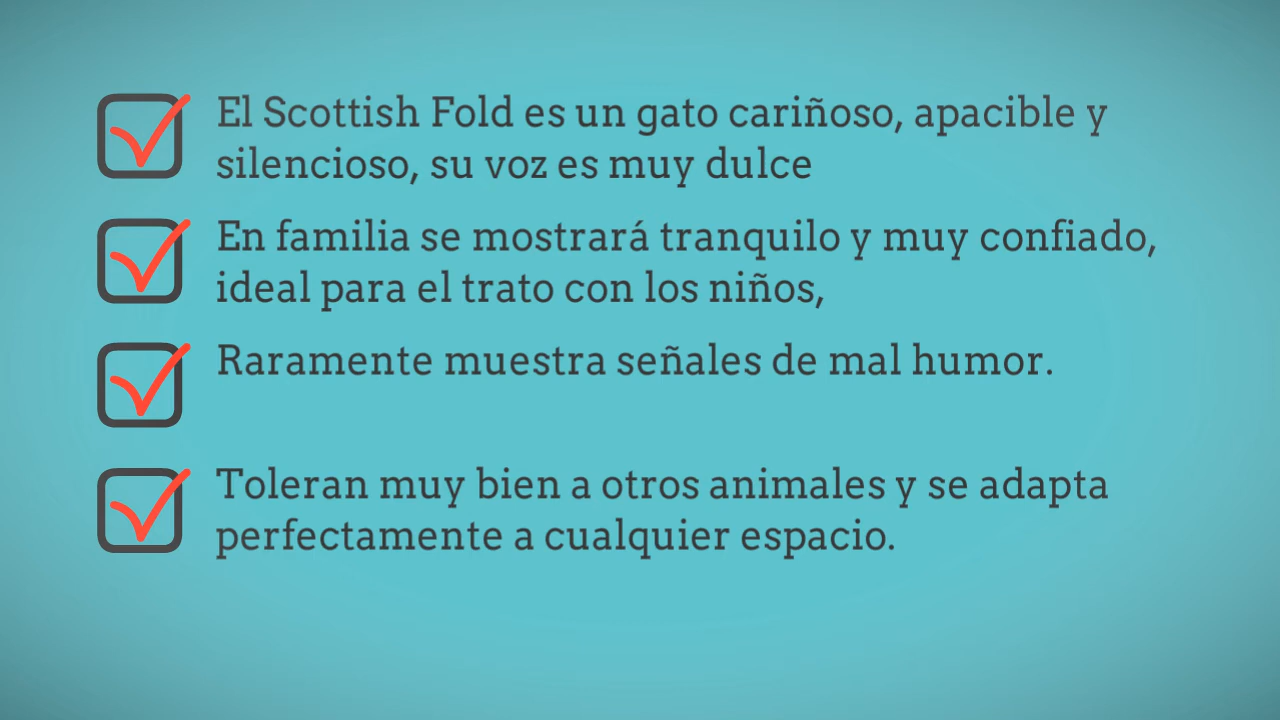 El Scottish Fold es un gato cariñoso, apacible y
silencioso, su voz es muy dulce
En familia se mostrará tranquilo y muy confiado,
ideal para el trato con los niños,
Raramente muestra señales de mal humor.
Toleran muy bien a otros animales y se adapta
perfectamente a cualquier espacio.